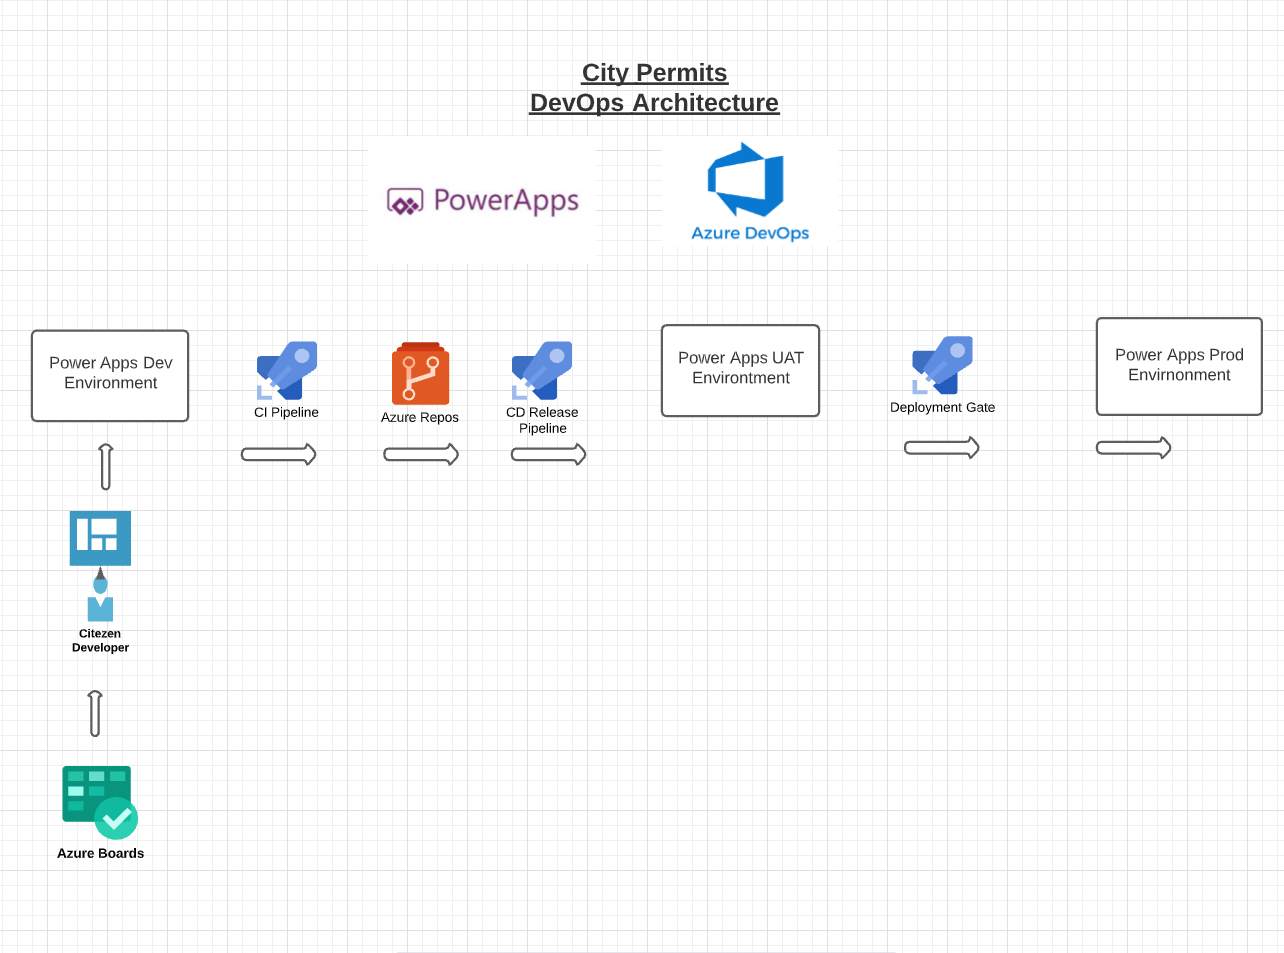 City Permits
DevOps Architecture
PowerApps
Azure DevOps
Power Apps Dev
Environment
CI Pipeline
Azure Repos
CD Release
Pipeline
Power Apps UAT
Environtment
Deployment Gate
Power Apps Prod
Envirnonment
Citezen
Developer
Azure Boards